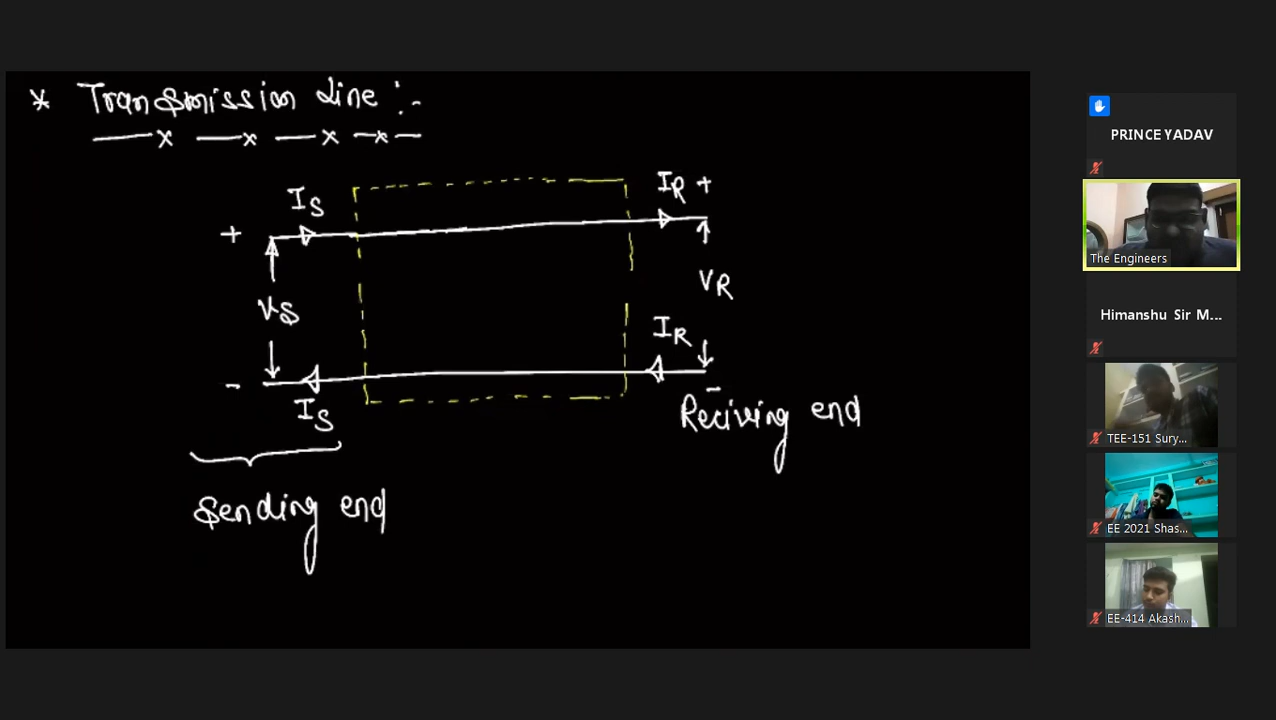 * Transmission Line :-
IS
IR +
+
VS
VR
IR
-
IS
-
Reciving end
Sending end
PRINCE YADAV
The Engineers
Himanshu Sir M...
TEE-151 Sury...
EE 2021 Shas...
EE-414 Akash...